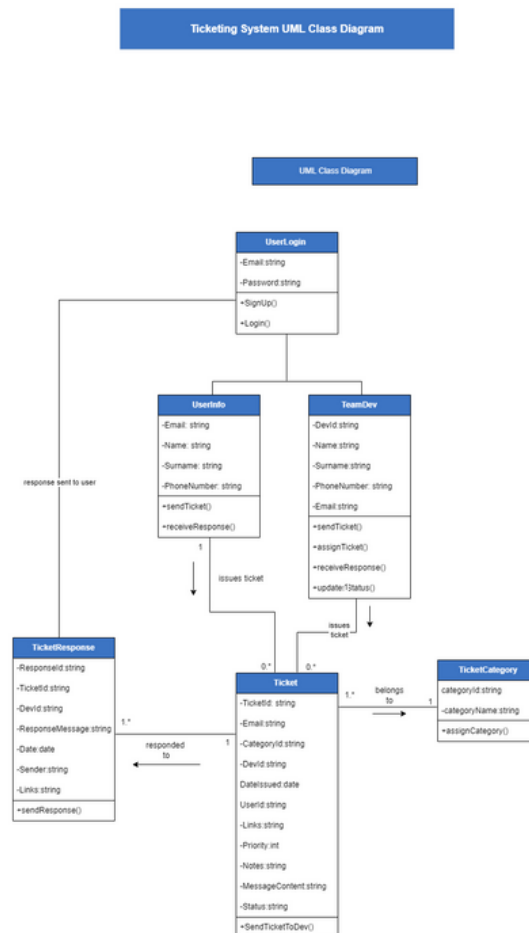 Ticketing System UML Class Diagram
UML Class Diagram
UserLogin
-Email:string
-Password:string
+SignUp()
+Login()
UserInfo
-Email: string
-Name: string
-Surname: string
-PhoneNumber: string
+sendTicket()
+receiveResponse()
TeamDev
-DevId:string
-Name:string
-Surname:string
-PhoneNumber: string
-Email:string
+sendTicket()
+assignTicket()
+receiveResponse()
response sent to user
1
issues ticket
0.*
1
issues
ticket
0.*
TicketResponse
-ResponseId:string
-TicketId:string
-DevId:string
-ResponseMessage:string
-Date:date
-Sender:string
-Links:string
+sendResponse()
1.*
responded
to
1
Ticket
-TicketId: string
-Email:string
-CategoryId:string
-DevId:string
DateIssued:date
UserId:string
-Links:string
-Priority:int
-Notes:string
-MessageContent:string
-Status:string
+SendTicketToDev()
1.*
belongs
to
1
TicketCategory
categoryId:string
-categoryName:string
+assignCategory()